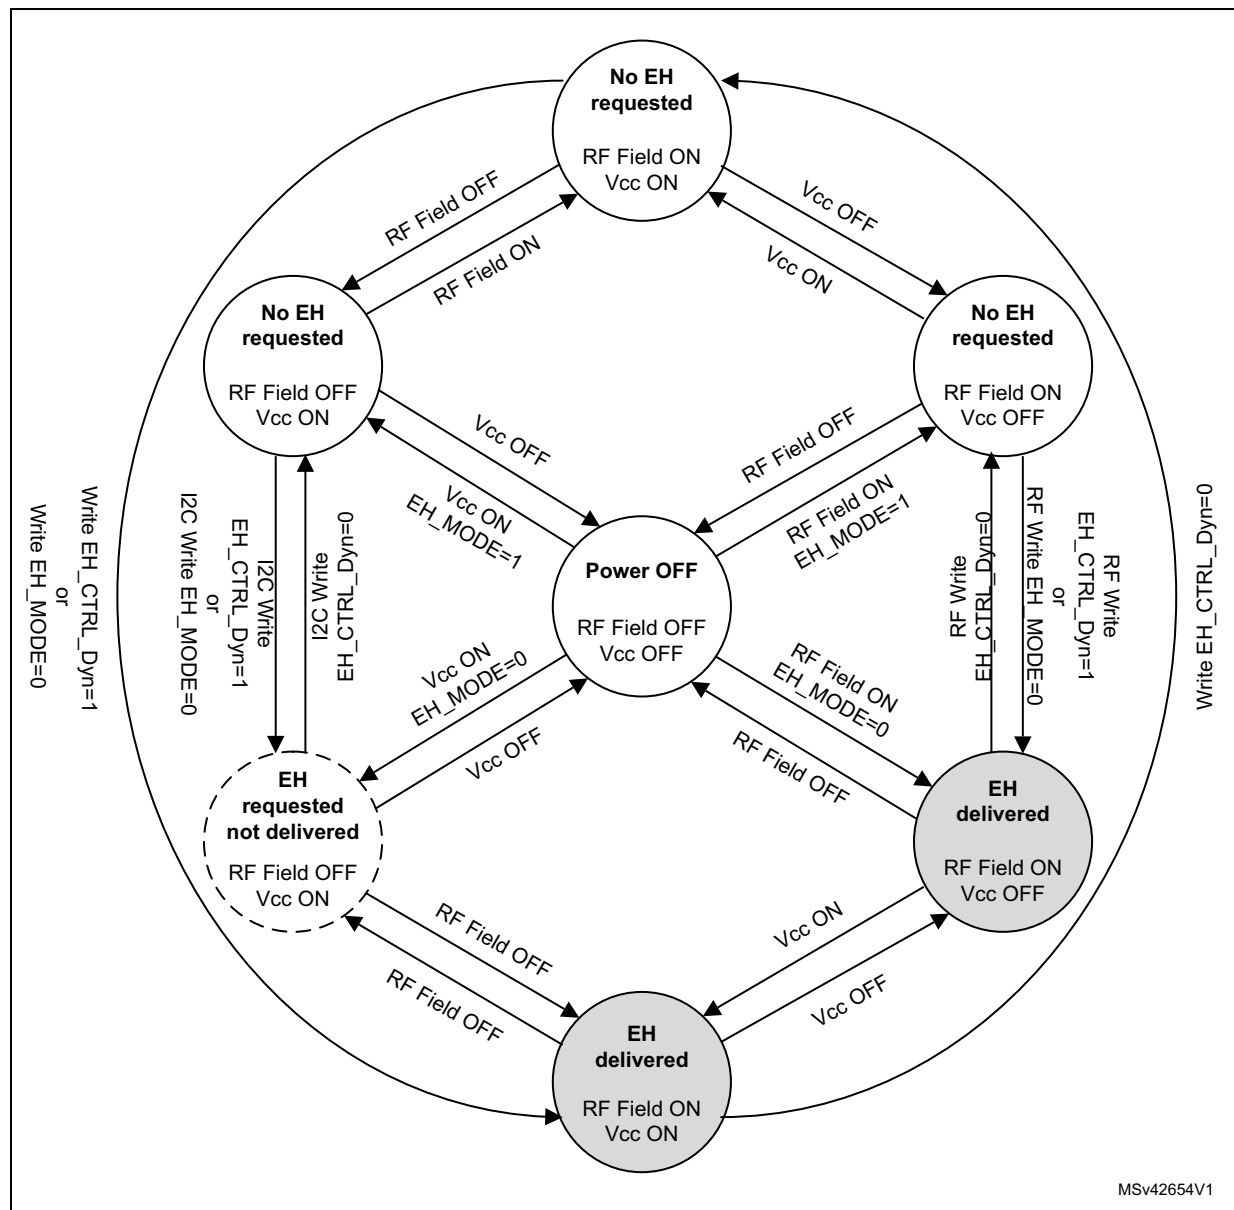 No EH
requested
RF Field ON
Vcc ON
RF Field OFF
RF Field ON
Vcc OFF
Vcc ON
No EH
requested
RF Field OFF
Vcc ON
No EH
requested
RF Field ON
Vcc OFF
Vcc OFF
Vcc ON
EH_MODE=1
RF Field OFF
RF Field ON
EH_MODE=1
Write EH_CTRL_Dyn=1
or
Write EH_MODE=0
I2C Write
EH_CTRL_Dyn=1
or
I2C Write EH_MODE=0
I2C Write
EH_CTRL_Dyn=0
Power OFF
RF Field OFF
Vcc OFF
RF Write
EH_CTRL_Dyn=0
RF Write
EH_CTRL_Dyn=1
or
RF Write EH_MODE=0
Write EH_CTRL_Dyn=0
Vcc ON
EH_MODE=0
Vcc OFF
RF Field ON
EH_MODE=0
RF Field OFF
EH
requested
not delivered
RF Field OFF
Vcc ON
EH
delivered
RF Field ON
Vcc OFF
RF Field OFF
RF Field OFF
Vcc ON
Vcc OFF
EH
delivered
RF Field ON
Vcc ON
MSv42654V1